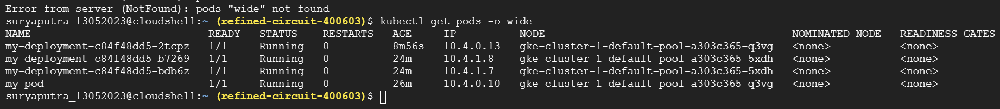 Error from server (NotFound): pods "wide" not found
suryaputra_13052023@cloudshell:~ (refined-circuit-400603)$ kubectl get pods -o wide
NAME READY STATUS RESTARTS AGE IP NODE NOMINATED NODE READINESS GATES
my-deployment-c84f48dd5-2tcpz 1/1 Running 0 8m56s 10.4.0.13 gke-cluster-1-default-pool-a303c365-q3vg <none> <none>
my-deployment-c84f48dd5-b7269 1/1 Running 0 24m 10.4.1.8 gke-cluster-1-default-pool-a303c365-5xdh <none> <none>
my-deployment-c84f48dd5-bdb6z 1/1 Running 0 24m 10.4.1.7 gke-cluster-1-default-pool-a303c365-5xdh <none> <none>
my-pod 1/1 Running 0 26m 10.4.0.10 gke-cluster-1-default-pool-a303c365-q3vg <none> <none>
suryaputra_13052023@cloudshell:~ (refined-circuit-400603)$